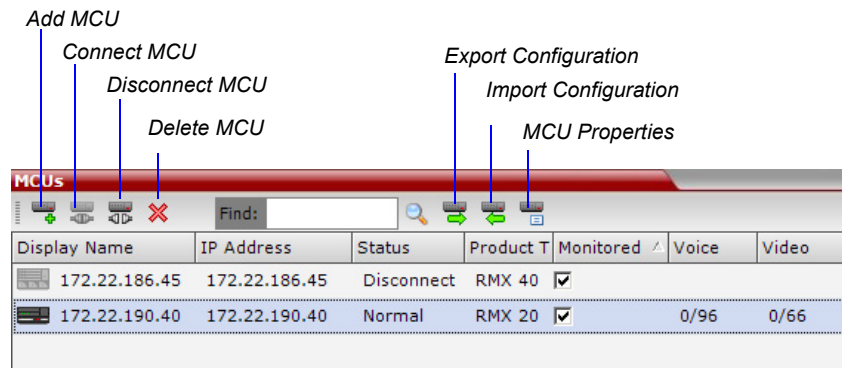 Add MCU
Connect MCU
Export Configuration
Disconnect MCU
Import Configuration
Delete MCU
MCU Properties
MCUs
Find:
Display Name IP Address Status Product T Monitored Voice Video
172.22.186.45 172.22.186.45 Disconnect RMX 40
172.22.190.40 172.22.190.40 Normal RMX 20 0/96 0/66